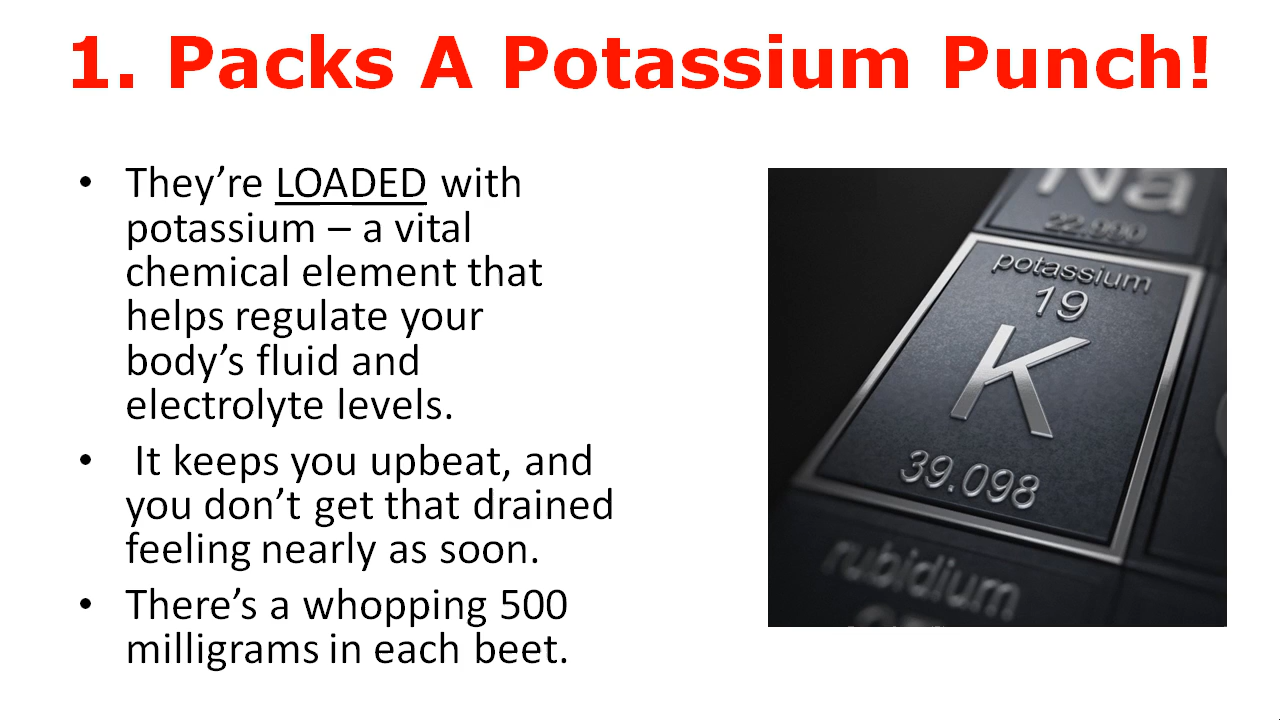 1. Packs A Potassium Punch!
• They’re LOADED with
potassium – a vital
chemical element that
helps regulate your
body’s fluid and
electrolyte levels.
• It keeps you upbeat, and
you don’t get that drained
feeling nearly as soon.
• There’s a whopping 500
milligrams in each beet.
Na
22.990
potassium
19
K
39.098
rubidium